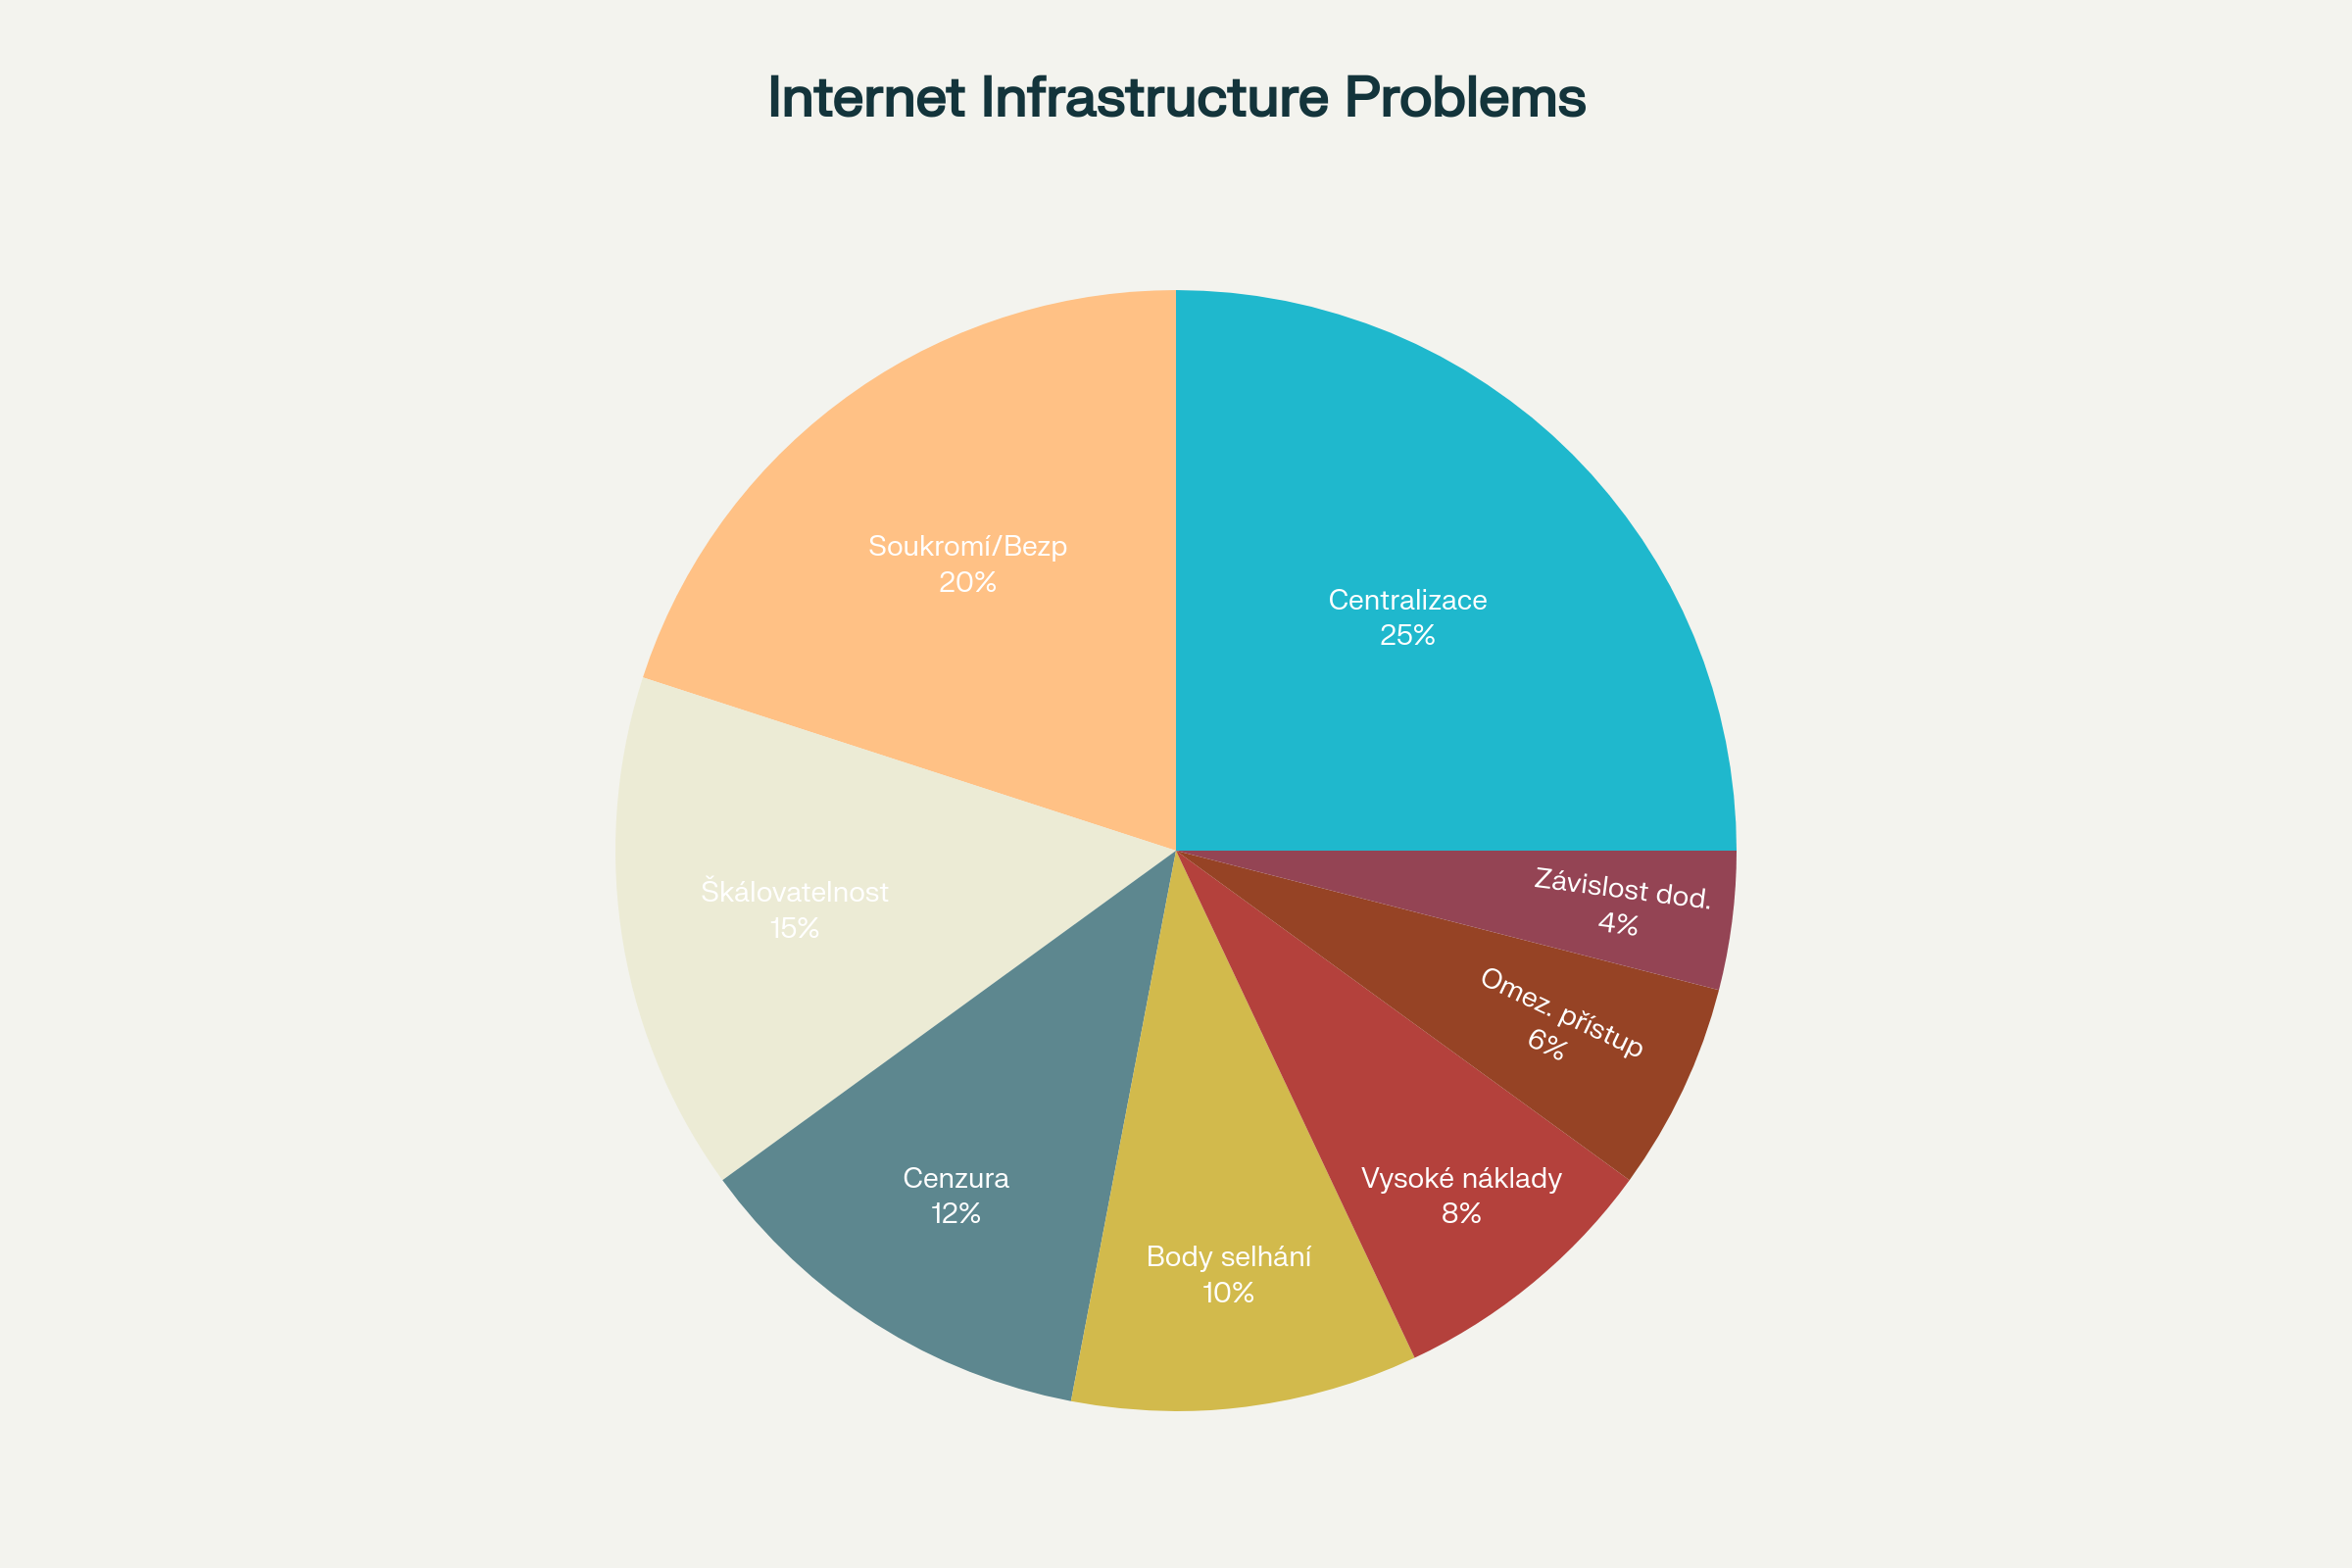 Internet Infrastructure Problems
Soukromí/Bezp
20%
Centralizace
25%
Škálovatelnost
15%
Závislost dod.
4%
Omez. přístup
6%
Cenzura
12%
Vysoké náklady
8%
Body selhání
10%